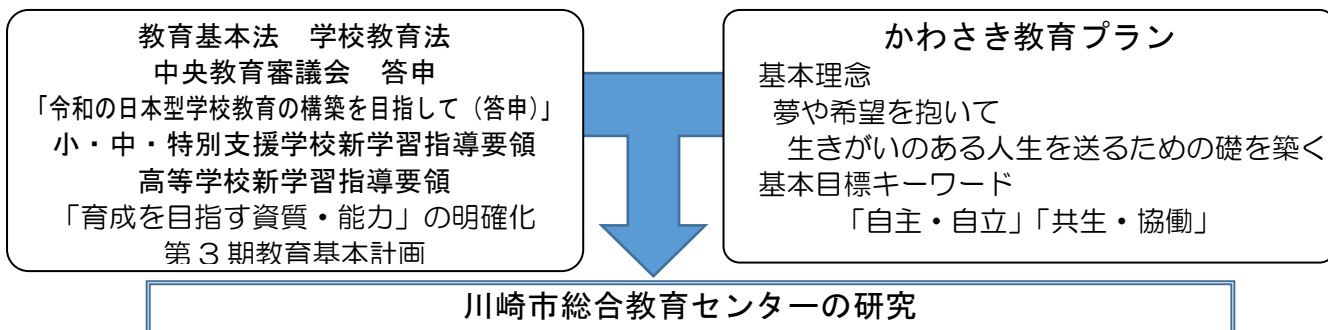 教育基本法　学校教育法
中央教育審議会　答申
「令和の日本型学校教育の構築を目指して（答申）」
小・中・特別支援学校新学習指導要領
高等学校新学習指導要領
「育成を目指す資質・能力」の明確化
第３期教育基本計画
かわさき教育プラン
基本理念
夢や希望を抱いて
生きがいのある人生を送るための礎を築く
基本目標キーワード
「自主・自立」「共生・協働」
川崎市総合教育センターの研究